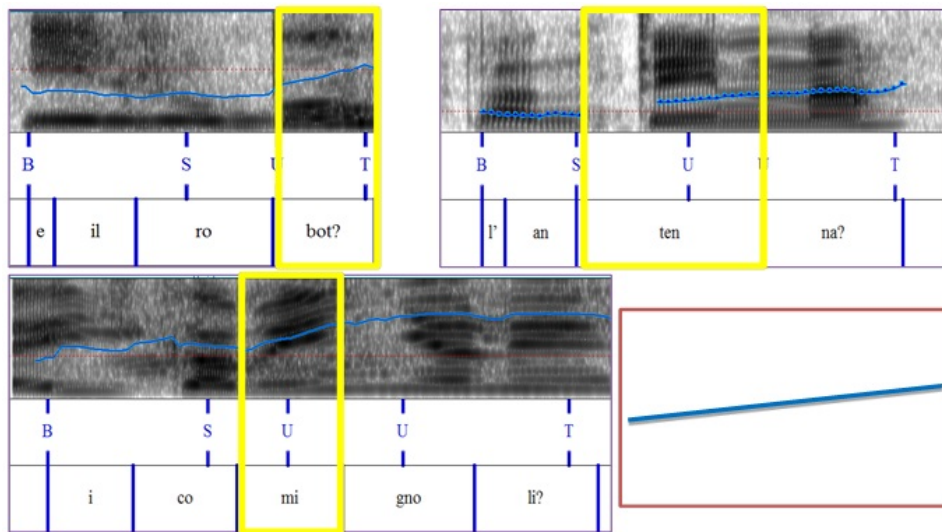 B S U T
e il ro bot?
B S U U T
l' an ten na?
B S U U T
i co mi gno li?